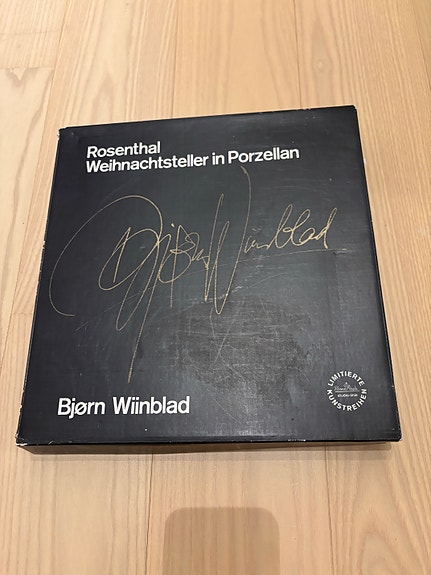 Rosenthal
Weihnachtsteller in Porzellan
Bjørn Wiinblad
Bjørn Wiinblad
LIMITIERTE
KUNSTREIHEN